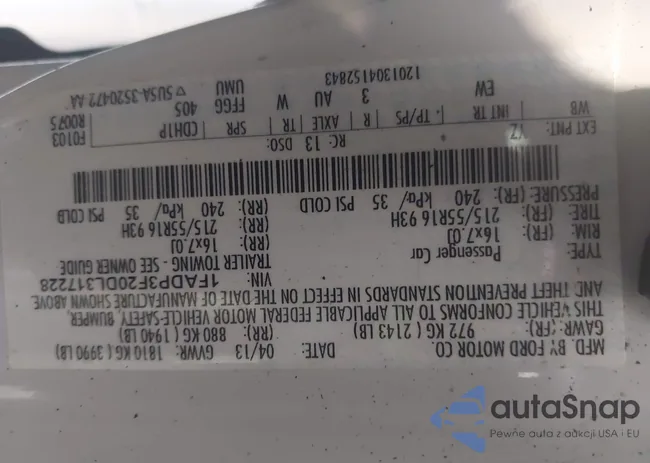 MFD. BY FORD MOTOR CO
DATE: 04/13 GVWR: 1810 KG ( 3990 LB)
GAWR: (FR): 972 KG ( 2143 LB) (RR): 880 KG ( 1940 LB)
THIS VEHICLE CONFORMS TO ALL APPLICABLE FEDERAL MOTOR VEHICLE-SAFETY, BUMPER,
AND THEFT PREVENTION STANDARDS IN EFFECT ON THE DATE OF MANUFACTURE SHOWN ABOVE
VIN: 1FADP3F20DL317228
TYPE: Passenger Car TRAILER TOWING - SEE OWNER GUIDE
RIM: (FR): 16x7.0J (RR): 16x7.0J
TIRE: (FR): 215/55R16 93H (RR): 215/55R16 93H
PRESSURE: (FR): 240 kPa/ 35 PSI COLD (RR): 240 kPa/ 35 PSI COLD
EXT PNT: YZ RC: 13 DSO: F0103
WB INT TR TP/PS R AXLE TR SPR CDH1P R0075
EW 3 AU W FFGG 405
UMU
1201304152843 ▽ 5U5A-3520472 AA
autaSnap
Pewne auta z aukcji USA i EU